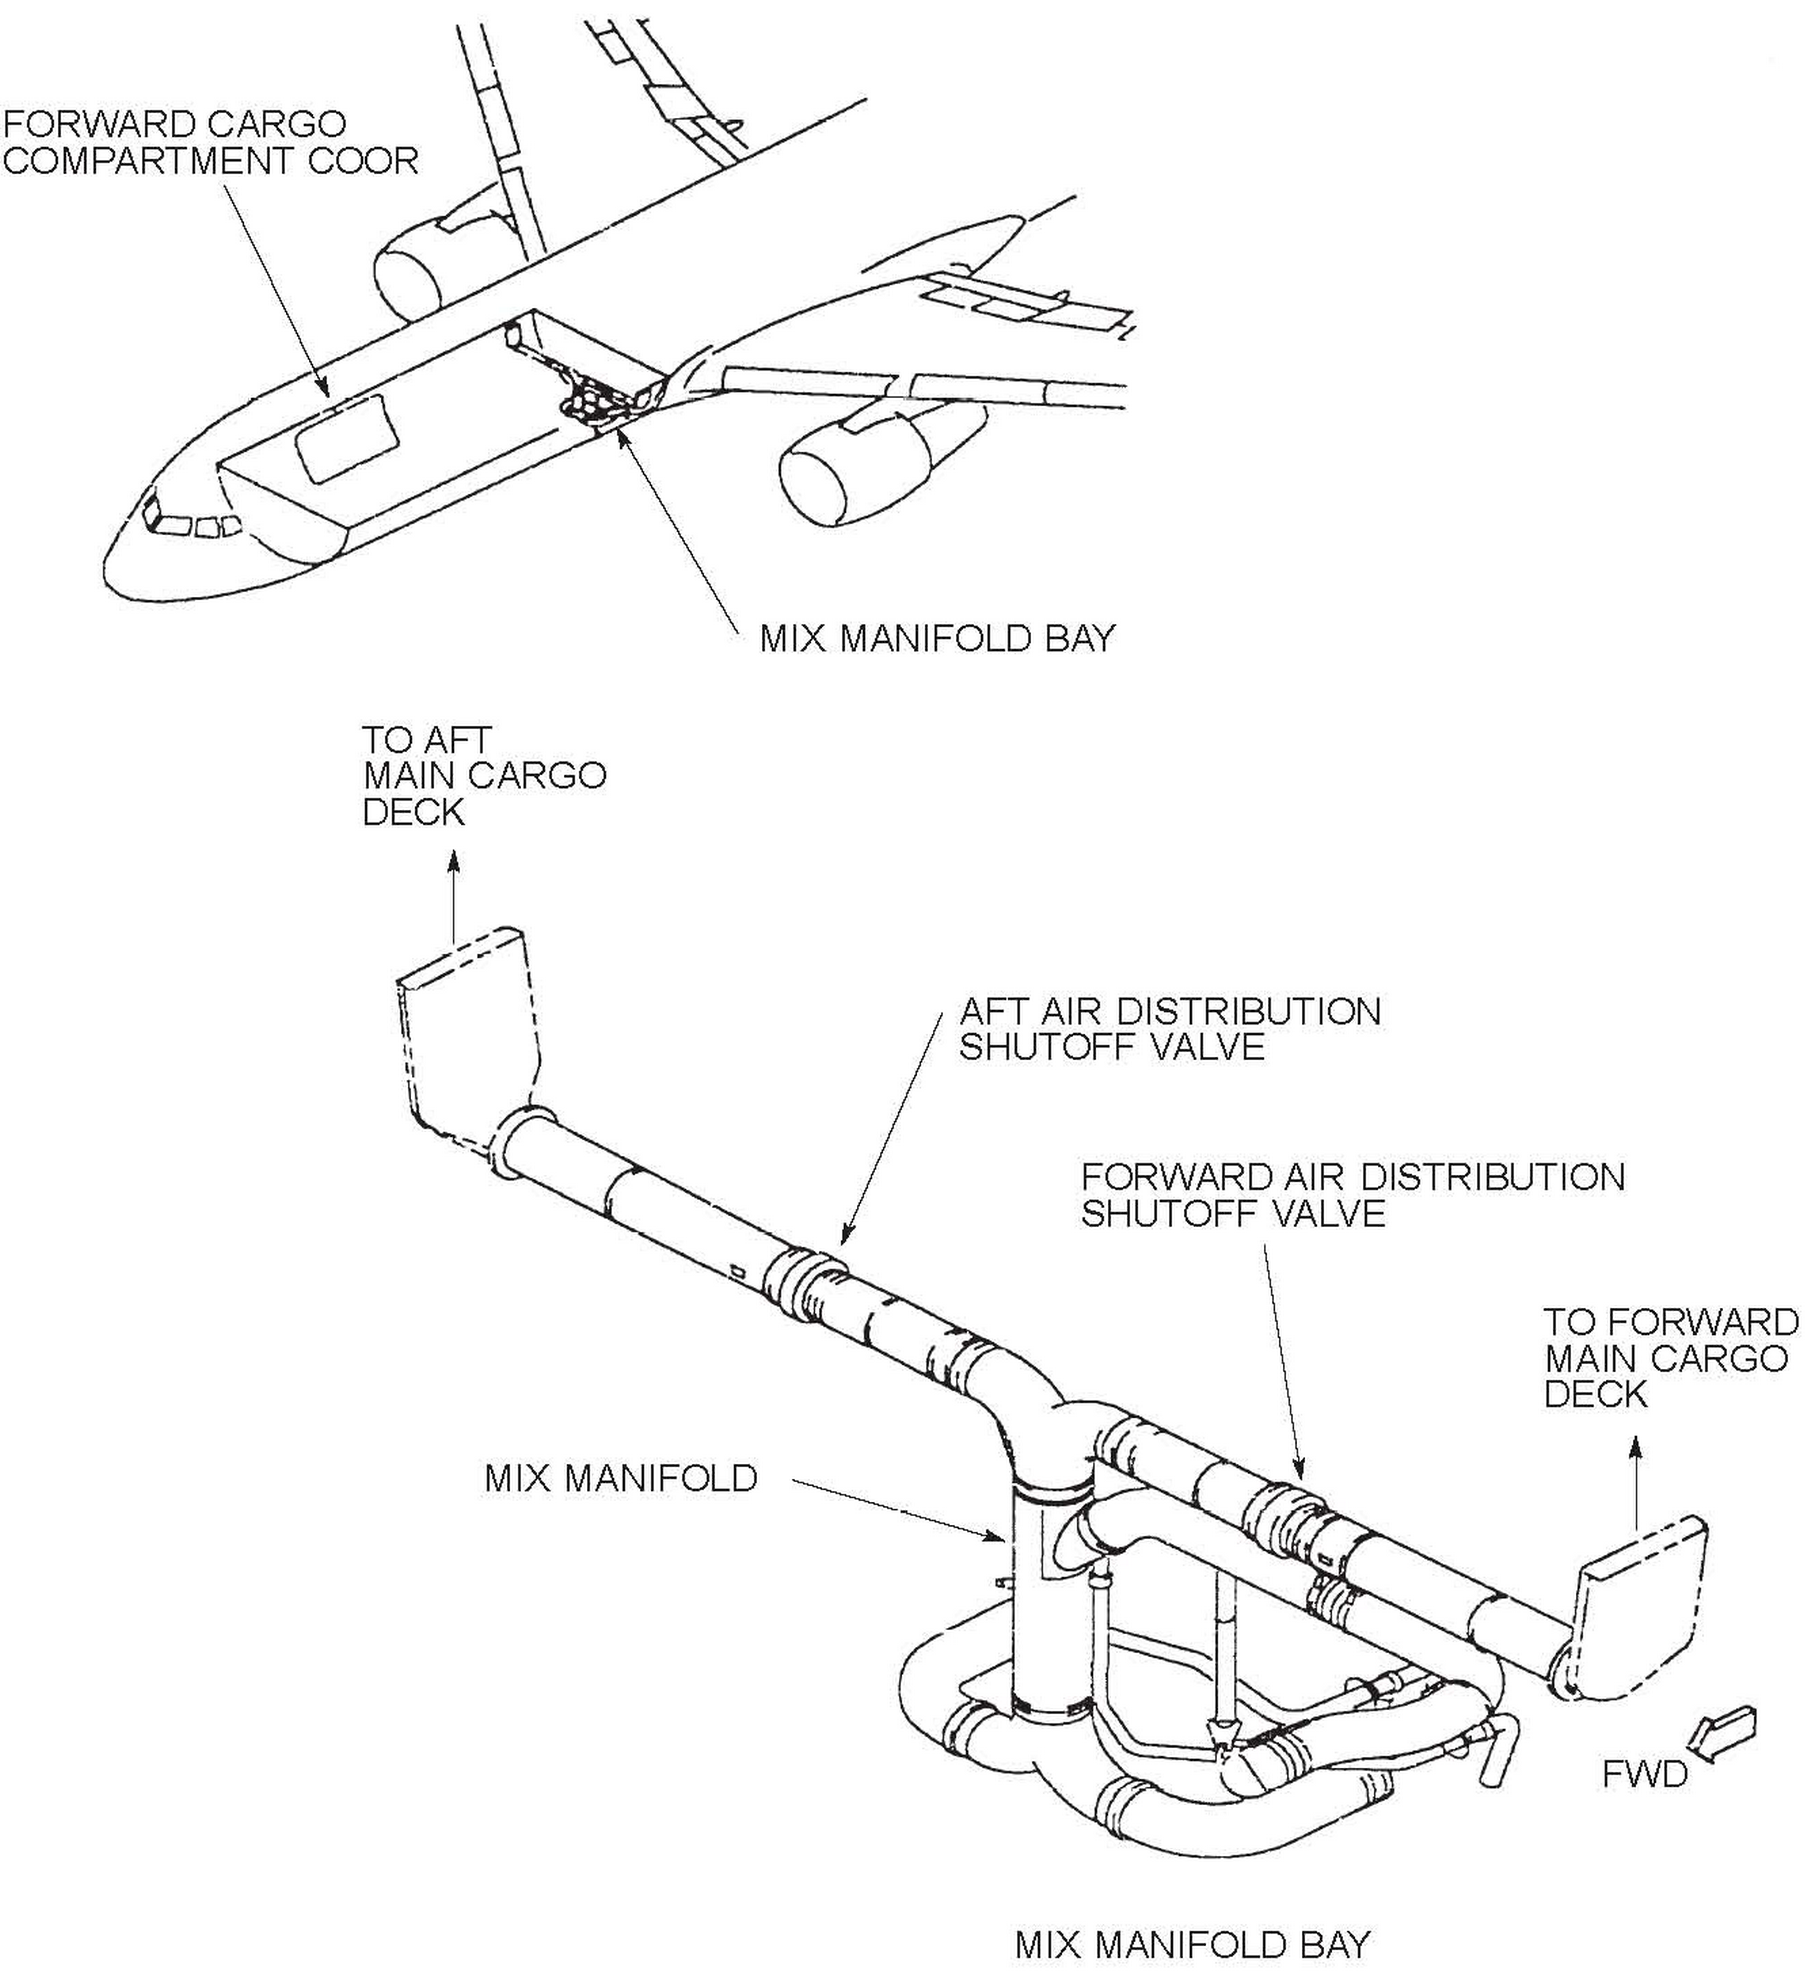 FORWARD CARGO
COMPARTMENT COOR
MIX MANIFOLD BAY
TO AFT
MAIN CARGO
DECK
AFT AIR DISTRIBUTION
SHUTOFF VALVE
FORWARD AIR DISTRIBUTION
SHUTOFF VALVE
TO FORWARD
MAIN CARGO
DECK
MIX MANIFOLD
FWD
MIX MANIFOLD BAY